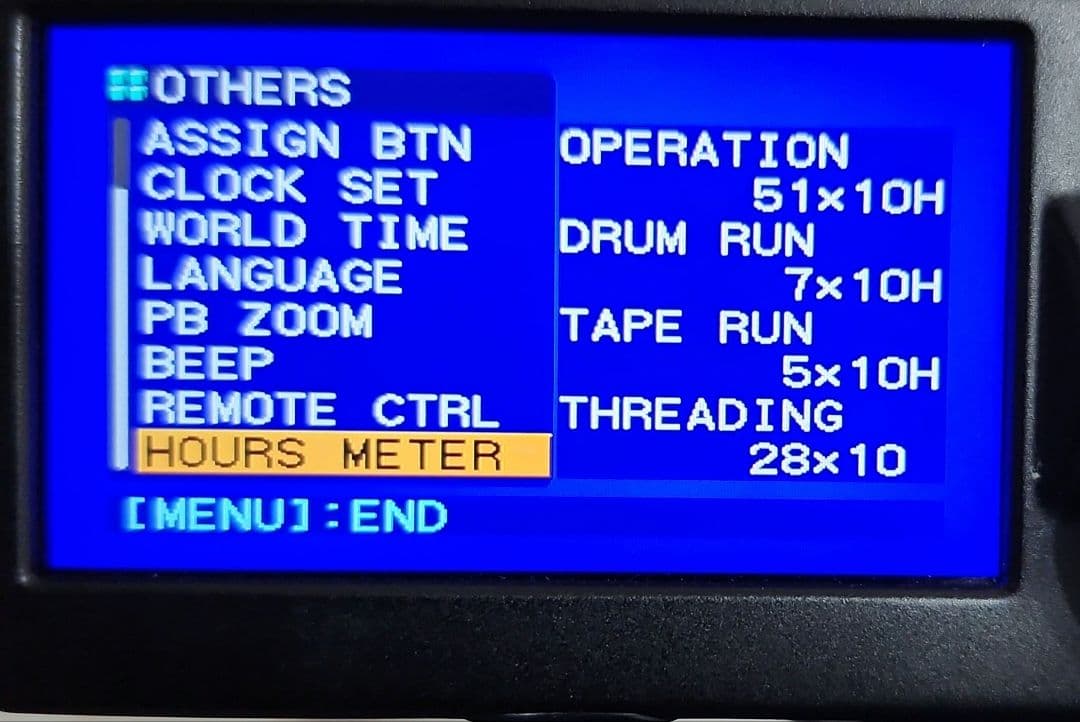 OTHERS
ASSIGN BTN
CLOCK SET
WORLD TIME
LANGUAGE
PB ZOOM
BEEP
REMOTE CTRL
HOURS METER
OPERATION
51×10H
DRUM RUN
7×10H
TAPE RUN
5×10H
THREADING
28×10
[MENU]:END